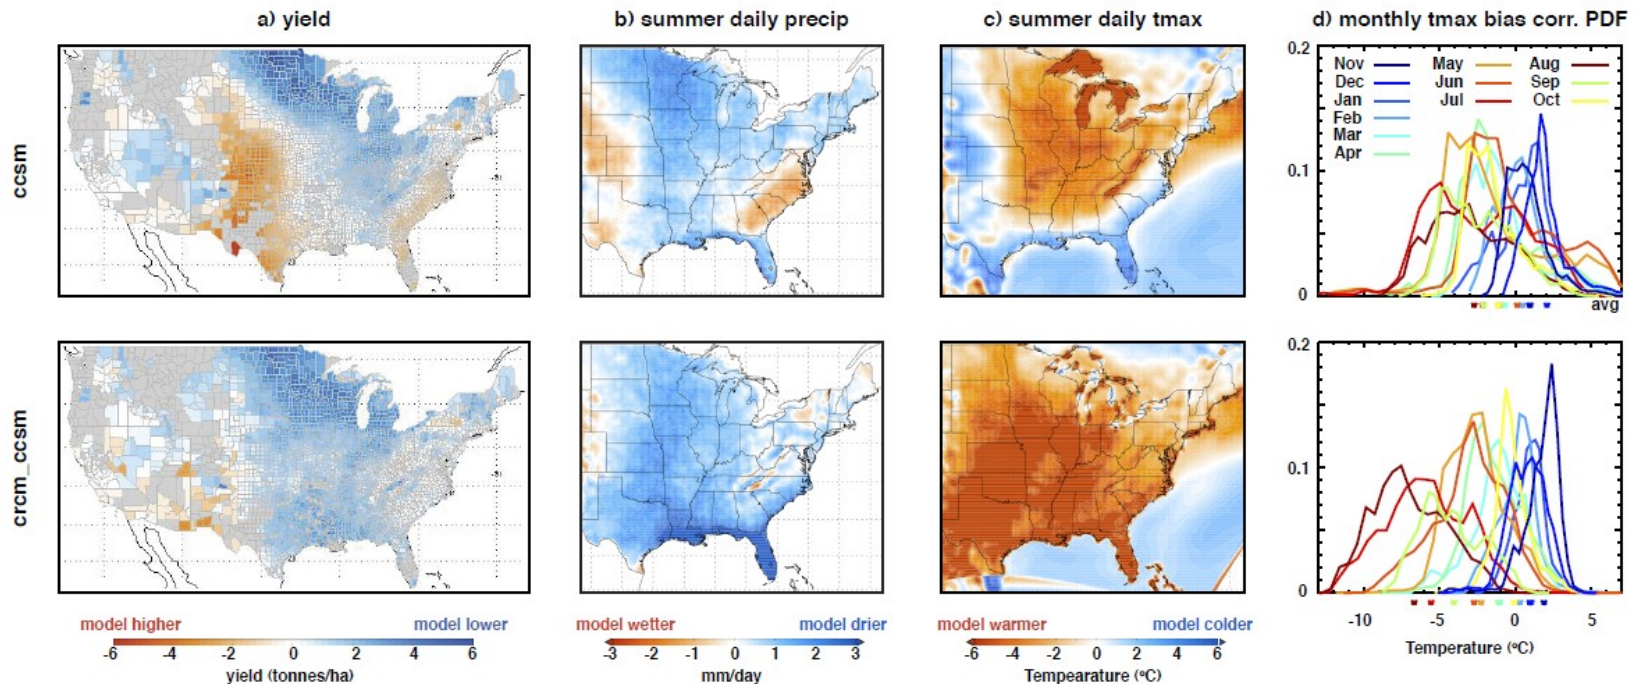 a) yield
b) summer daily precip
c) summer daily tmax
d) monthly tmax bias corr. PDF
ccsm
0.2
Nov May Aug
Dec Jun Sep
Jan Jul Oct
Feb
Mar
Apr
0.1
0
avg
crcm_ccsm
0.2
0.1
0
model higher model lower
-6 -4 -2 0 2 4 6
yield (tonnes/ha)
model wetter model drier
-3 -2 -1 0 1 2 3
mm/day
model warmer model colder
-6 -4 -2 0 2 4 6
Tempearature (ºC)
-10 -5 0 5
Temperature (ºC)